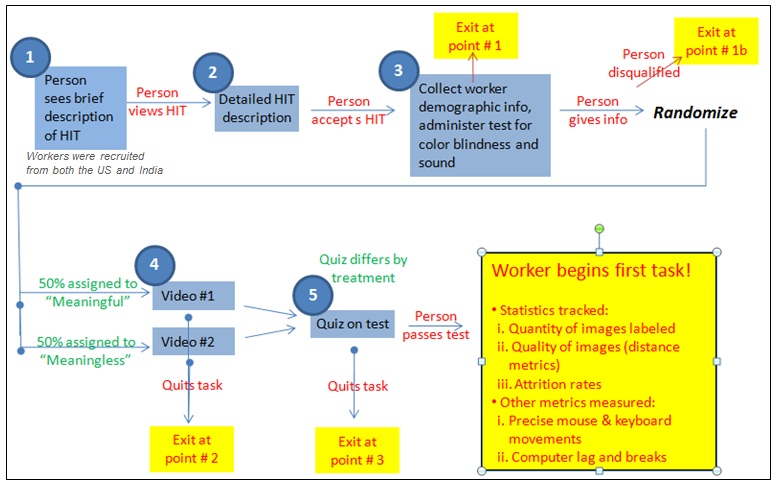 1
Person
sees brief
description
of HIT
Person
views HIT
2
Detailed HIT
description
Person
accept s HIT
3
Collect worker
demographic info,
administer test for
color blindness and
sound
Exit at
point # 1
Person
gives info
Person
disqualified
Exit at
point # 1b
Randomize
Workers were recruited
from both the US and India
50% assigned to
“Meaningful”
50% assigned to
“Meaningless”
4
Video #1
Video #2
Quits task
Exit at
point # 2
Quiz differs by
treatment
5
Quiz on test
Quits task
Exit at
point # 3
Person
passes test
Worker begins first task!
• Statistics tracked:
i. Quantity of images labeled
ii. Quality of images (distance
metrics)
iii. Attrition rates
• Other metrics measured:
i. Precise mouse & keyboard
movements
ii. Computer lag and breaks